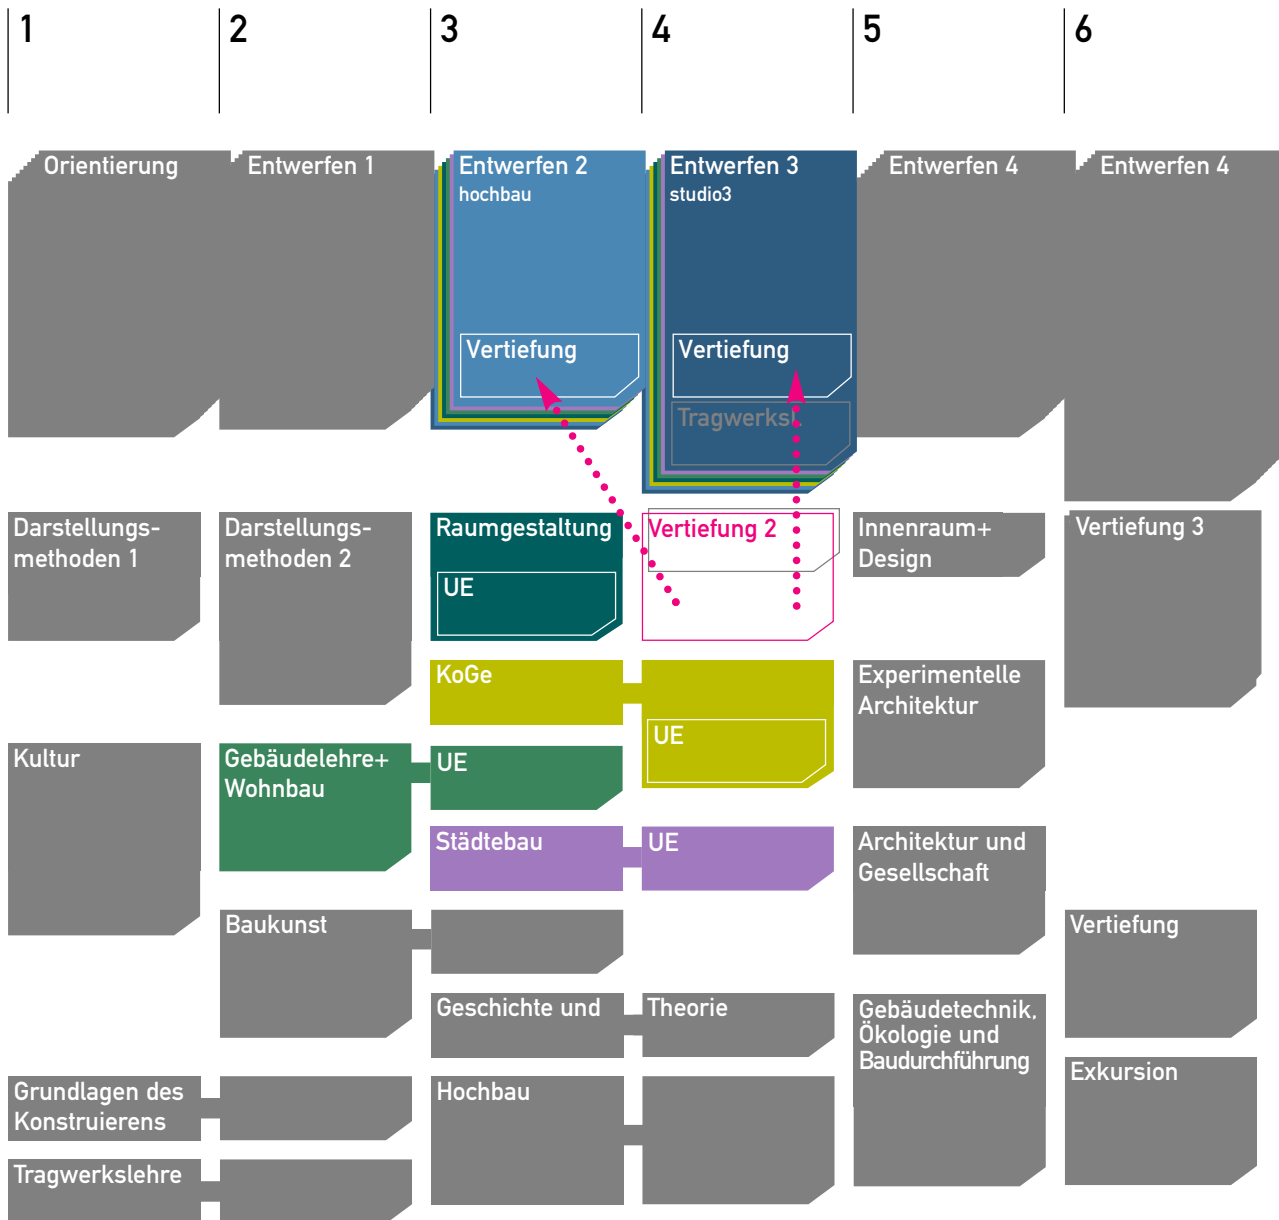 1
2
3
4
5
6
Orientierung
Entwerfen 1
Entwerfen 2
hochbau
Vertiefung
Entwerfen 3
studio3
Vertiefung
Tragwerksl.
Entwerfen 4
Entwerfen 4
Darstellungs-
methoden 1
Darstellungs-
methoden 2
Raumgestaltung
UE
Vertiefung 2
Innenraum+
Design
Vertiefung 3
KoGe
UE
Experimentelle
Architektur
Kultur
Gebäudelehre+
Wohnbau
UE
Städtebau
UE
Architektur und
Gesellschaft
Baukunst
Vertiefung
Geschichte und
Theorie
Gebäudetechnik,
Ökologie und
Baudurchführung
Grundlagen des
Konstruierens
Hochbau
Exkursion
Tragwerkslehre